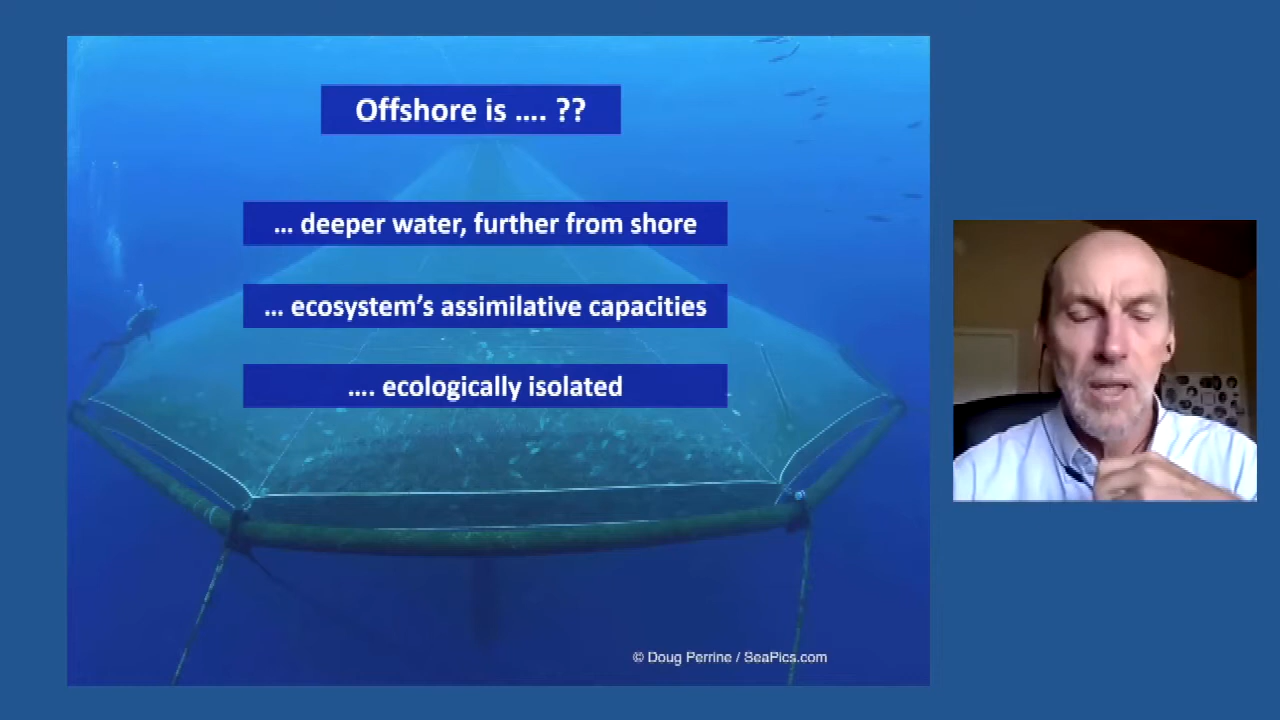 Offshore is .... ??
... deeper water, further from shore
... ecosystem’s assimilative capacities
.... ecologically isolated
© Doug Perrine / SeaPics.com